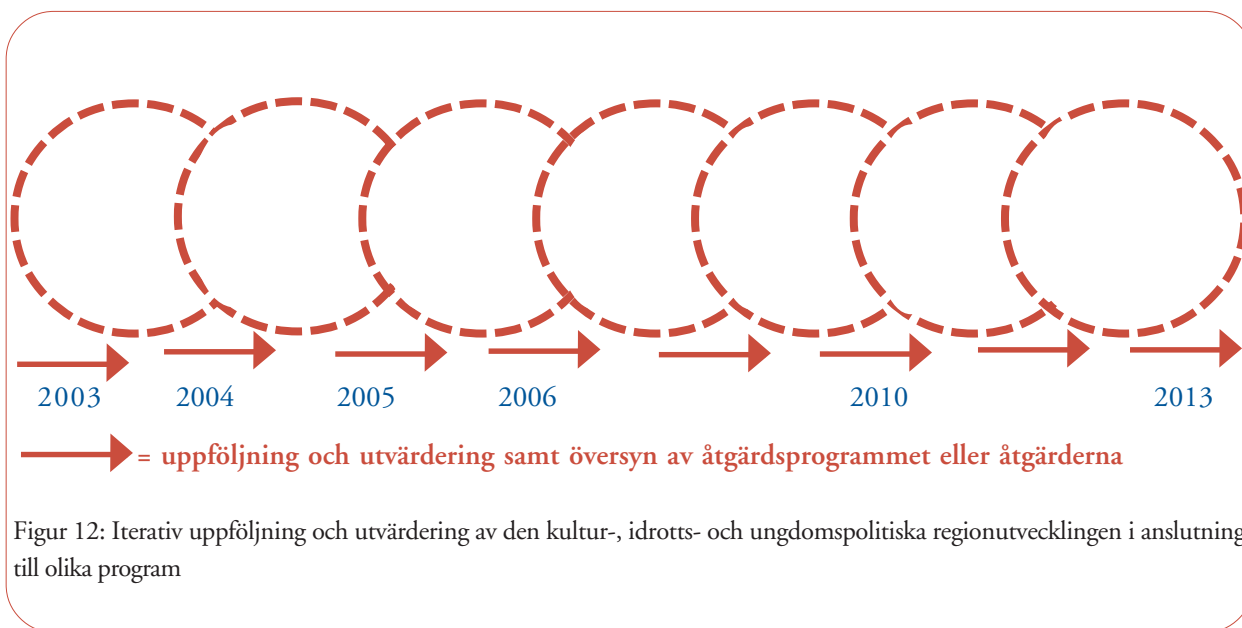 2003 2004 2005 2006 2010 2013
= uppföljning och utvärdering samt översyn av åtgärdsprogrammet eller åtgärderna
Figur 12: Iterativ uppföljning och utvärdering av den kultur-, idrotts- och ungdomspolitiska regionutvecklingen i anslutning
till olika program